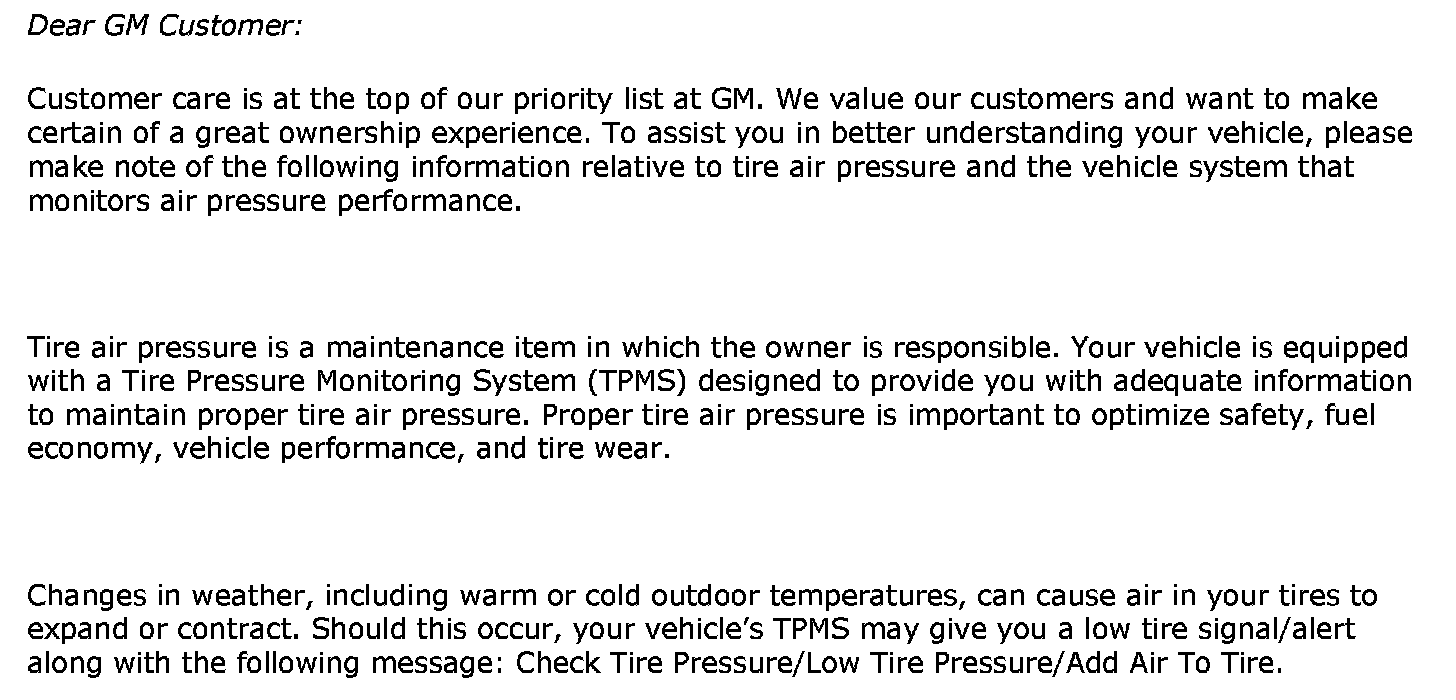 Dear GM Customer:
Customer care is at the top of our priority list at GM. We value our customers and want to make
certain of a great ownership experience. To assist you in better understanding your vehicle, please
make note of the following information relative to tire air pressure and the vehicle system that
monitors air pressure performance.
Tire air pressure is a maintenance item in which the owner is responsible. Your vehicle is equipped
with a Tire Pressure Monitoring System (TPMS) designed to provide you with adequate information
to maintain proper tire air pressure. Proper tire air pressure is important to optimize safety, fuel
economy, vehicle performance, and tire wear.
Changes in weather, including warm or cold outdoor temperatures, can cause air in your tires to
expand or contract. Should this occur, your vehicle’s TPMS may give you a low tire signal/alert
along with the following message: Check Tire Pressure/Low Tire Pressure/Add Air To Tire.